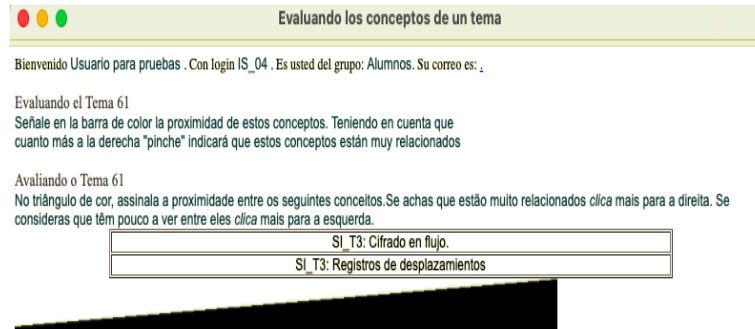 Evaluando los conceptos de un tema
Bienvenido Usuario para pruebas . Con login IS_04 . Es usted del grupo: Alumnos. Su correo es: .
Evaluando el Tema 61
Señale en la barra de color la proximidad de estos conceptos. Teniendo en cuenta que
cuanto más a la derecha "pinche" indicará que estos conceptos están muy relacionados
Avaliando o Tema 61
No triângulo de cor, assinala a proximidade entre os seguintes conceitos.Se achas que estão muito relacionados clica mais para a direita. Se
consideras que têm pouco a ver entre eles clica mais para a esquerda.
SI_T3: Cifrado en flujo.
SI_T3: Registros de desplazamientos